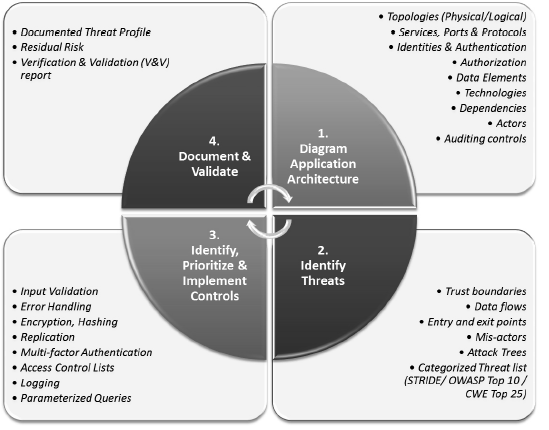 • Documented Threat Profile
• Residual Risk
• Verification & Validation (V&V)
report
• Topologies (Physical/Logical)
• Services, Ports & Protocols
• Identities & Authentication
• Authorization
• Data Elements
• Technologies
• Dependencies
• Actors
• Auditing controls
4.
Document &
Validate
1.
Diagram
Application
Architecture
3.
Identify,
Prioritize &
Implement
Controls
2.
Identify
Threats
• Input Validation
• Error Handling
• Encryption, Hashing
• Replication
• Multi-factor Authentication
• Access Control Lists
• Logging
• Parameterized Queries
• Trust boundaries
• Data flows
• Entry and exit points
• Mis-actors
• Attack Trees
• Categorized Threat list
(STRIDE/ OWASP Top 10 /
CWE Top 25)